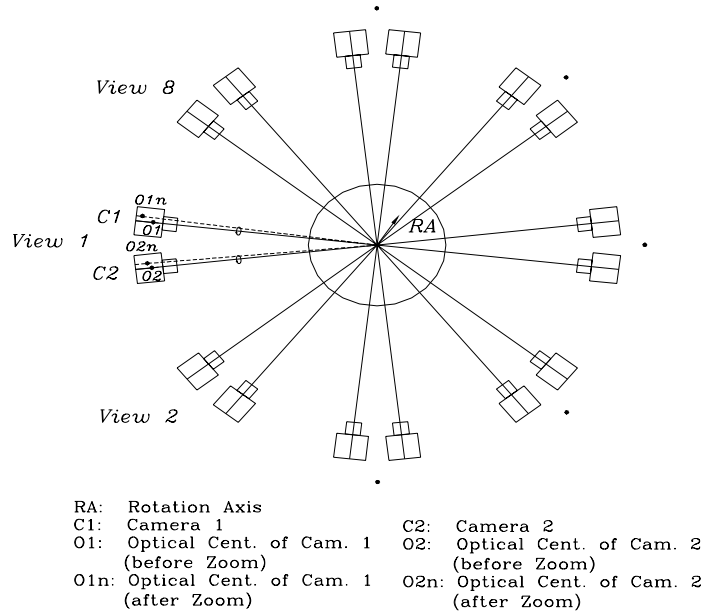 View 8
O1n
C1
O1
RA
View 1
O2n
C2
O2
View 2
RA: Rotation Axis
C1: Camera 1 C2: Camera 2
O1: Optical Cent. of Cam. 1 O2: Optical Cent. of Cam. 2
(before Zoom) (before Zoom)
O1n: Optical Cent. of Cam. 1 O2n: Optical Cent. of Cam. 2
(after Zoom) (after Zoom)